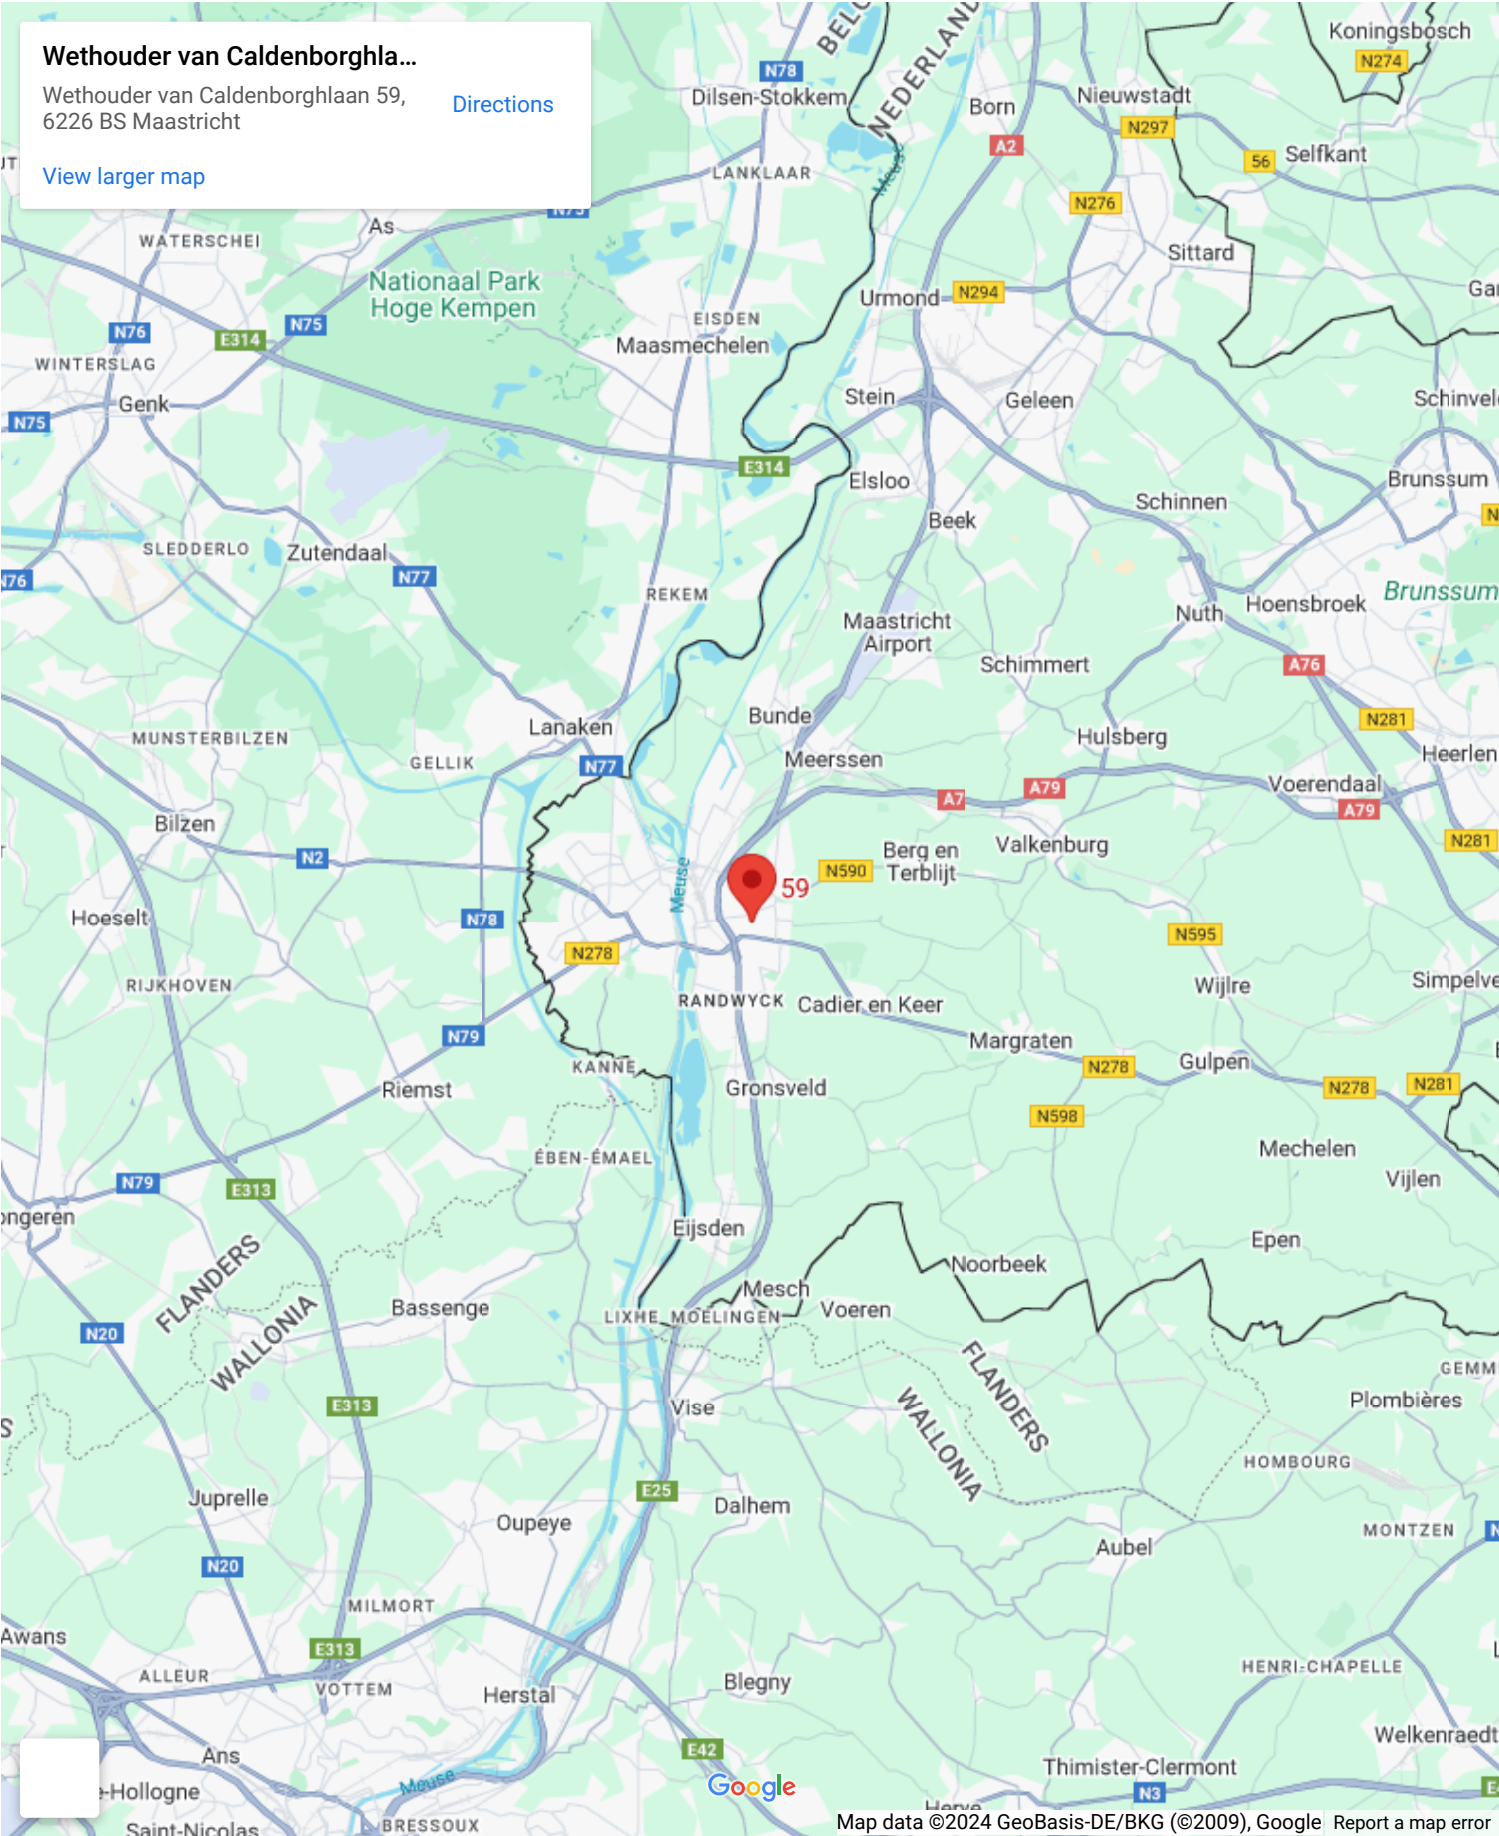 Wethouder van Caldenborghla...
Wethouder van Caldenborghlaan 59,
6226 BS Maastricht
Directions
View larger map
N78
NEDERLAND
Dilsen-Stokkem
Born
Nieuwstadt
Koningsbosch
N274
N297
A2
56
Selfkant
Meuse
LANKLAAR
N276
N75
As
WATERSCHEI
Sittard
Nationaal Park
Hoge Kempen
Urmond
N294
N76
N75
E314
EISDEN
Maasmechelen
WINTERSLAG
Genk
Stein
Geleen
N75
E314
Elsloo
Brunssum
Schinnen
Beek
SLEDDERLO
Zutendaal
N77
N76
REKEM
Brunssum
Hoensbroek
Nuth
Maastricht
Airport
Schimmert
A76
Bunde
N281
Lanaken
MUNSTERBILZEN
GELLIK
N77
Meerssen
Hulsberg
Heerlen
Voerendaal
A79
A7
A79
Bilzen
N2
Valkenburg
N281
Berg en
Terblijt
N590
59
Meuse
Hoeselt
N78
N278
N595
RIJKHOVEN
RANDWYCK
Cadier en Keer
Wijlre
N79
Margraten
KANNE
N278
Gulpen
N278
N281
Riemst
Gronsveld
N598
Mechelen
ÉBEN-ÉMAEL
Vijlen
N79
E313
Eijsden
Epen
FLANDERS
Noorbeek
Mesch
Voeren
Bassenge
LIXHE
MOELINGEN
N20
WALLONIA
FLANDERS
WALLONIA
Plombières
E313
Vise
HOMBOURG
E25
Juprelle
Dalhem
Oupeye
MONTZEN
Aubel
N20
MILMORT
Awans
E313
ALLEUR
VOTTEM
Herstal
Blegny
HENRI-CHAPELLE
Welkenraedt
E42
Ans
Thimister-Clermont
Meuse
Google
N3
-Hollogne
BRESSOUX
Saint-Nicolas
Map data ©2024 GeoBasis-DE/BKG (©2009), Google
Report a map error